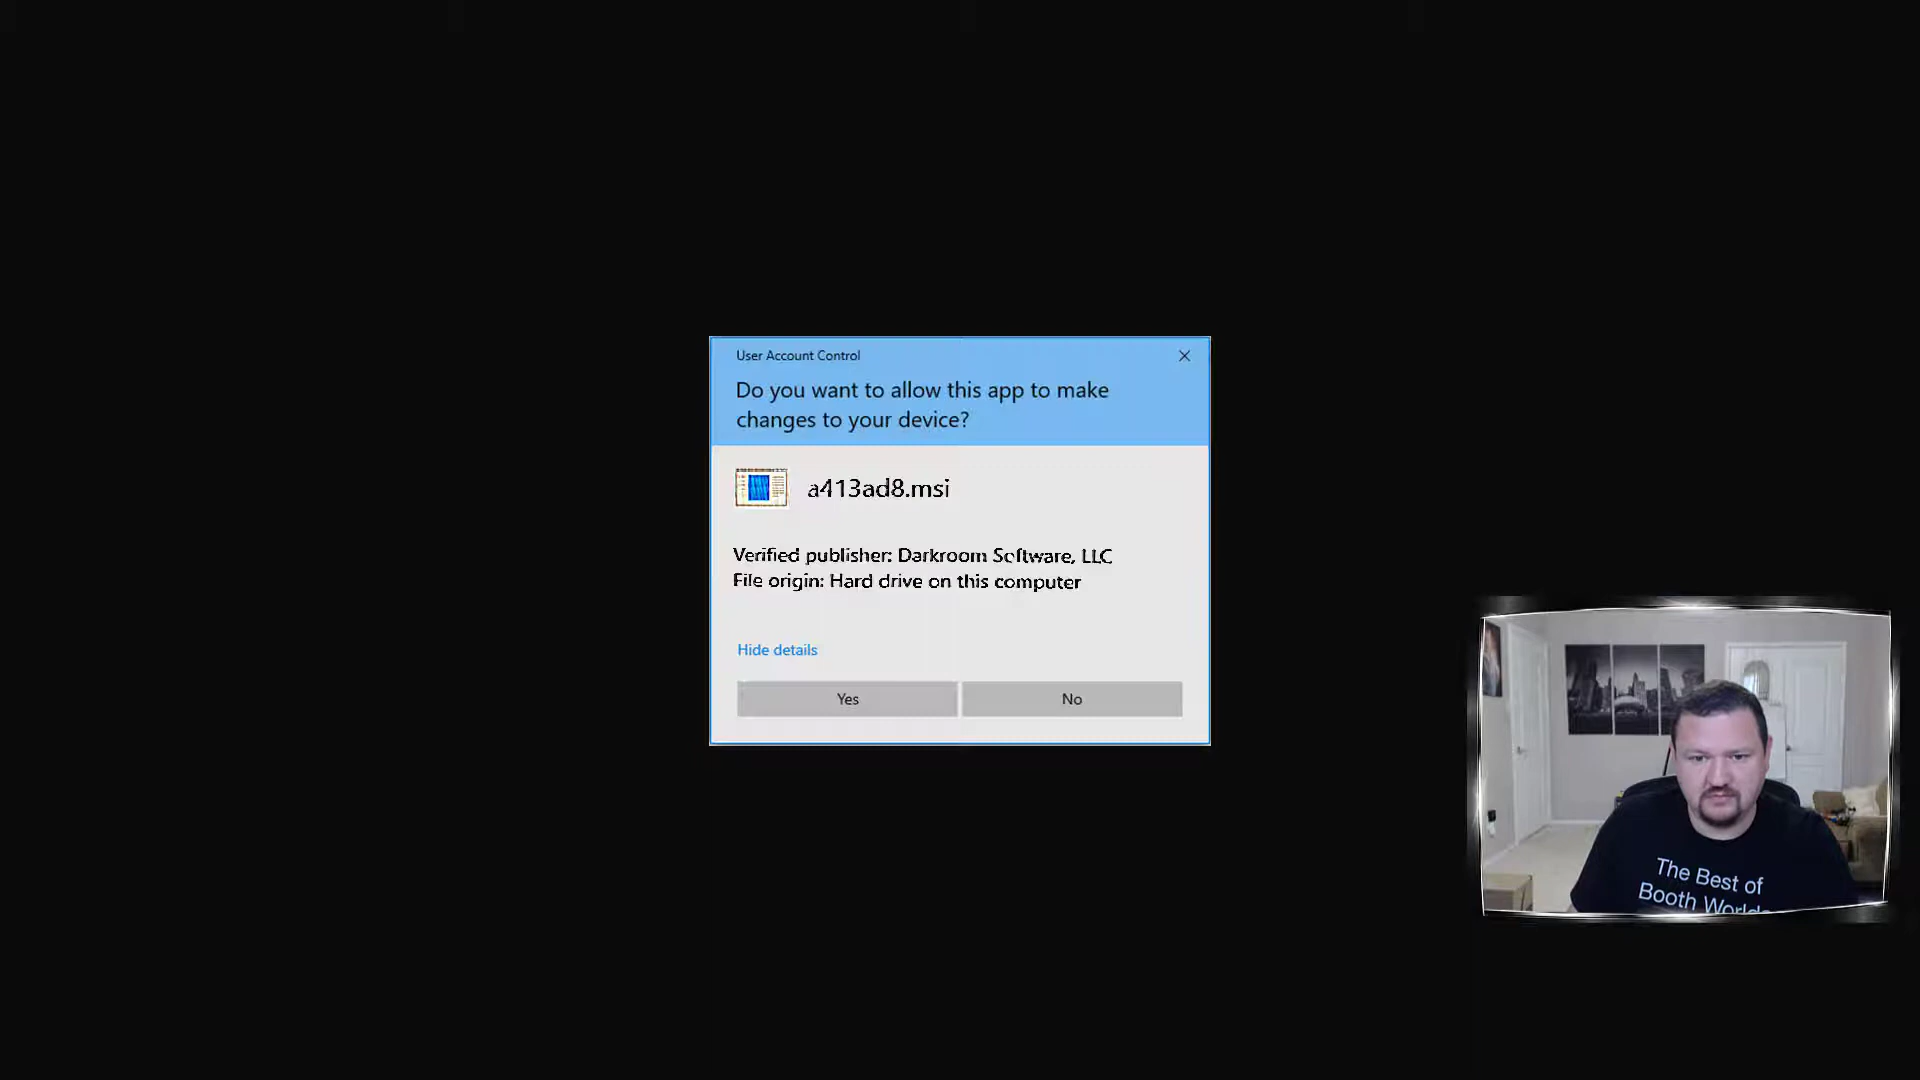 User Account Control
Do you want to allow this app to make
changes to your device?
a413ad8.msi
Verified publisher: Darkroom Software, LLC
File origin: Hard drive on this computer
Hide details
Yes
No
The Best of
Booth World